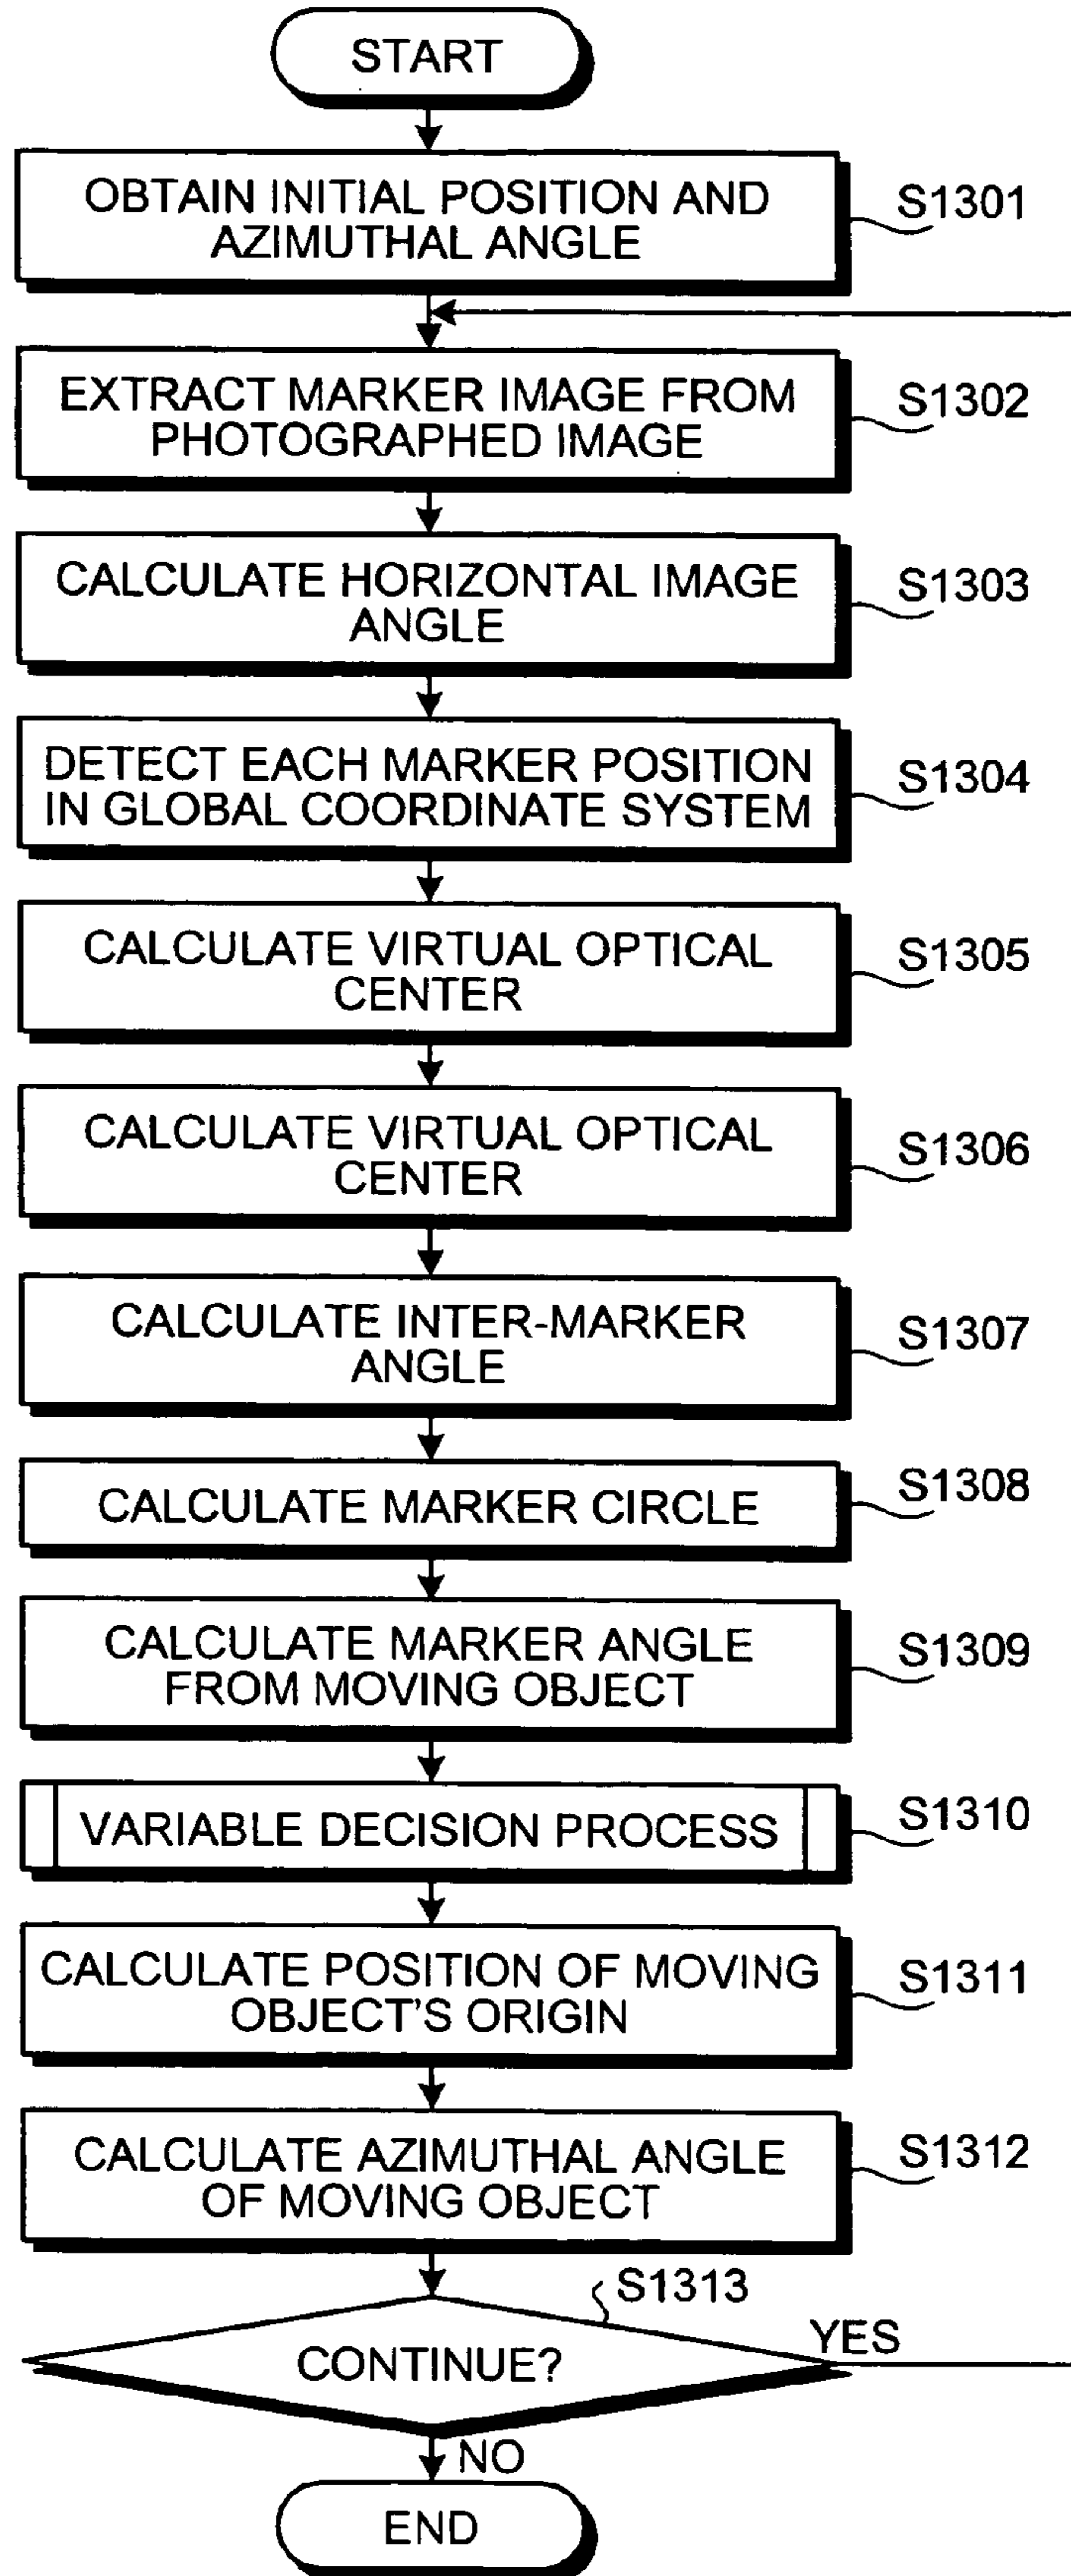 START
OBTAIN INITIAL POSITION AND
AZIMUTHAL ANGLE
S1301
EXTRACT MARKER IMAGE FROM
PHOTOGRAPHED IMAGE
S1302
CALCULATE HORIZONTAL IMAGE
ANGLE
S1303
DETECT EACH MARKER POSITION
IN GLOBAL COORDINATE SYSTEM
S1304
CALCULATE VIRTUAL OPTICAL
CENTER
S1305
CALCULATE VIRTUAL OPTICAL
CENTER
S1306
CALCULATE INTER-MARKER
ANGLE
S1307
CALCULATE MARKER CIRCLE
S1308
CALCULATE MARKER ANGLE
FROM MOVING OBJECT
S1309
VARIABLE DECISION PROCESS
S1310
CALCULATE POSITION OF MOVING
OBJECT'S ORIGIN
S1311
CALCULATE AZIMUTHAL ANGLE
OF MOVING OBJECT
S1312
S1313
CONTINUE?
YES
NO
END